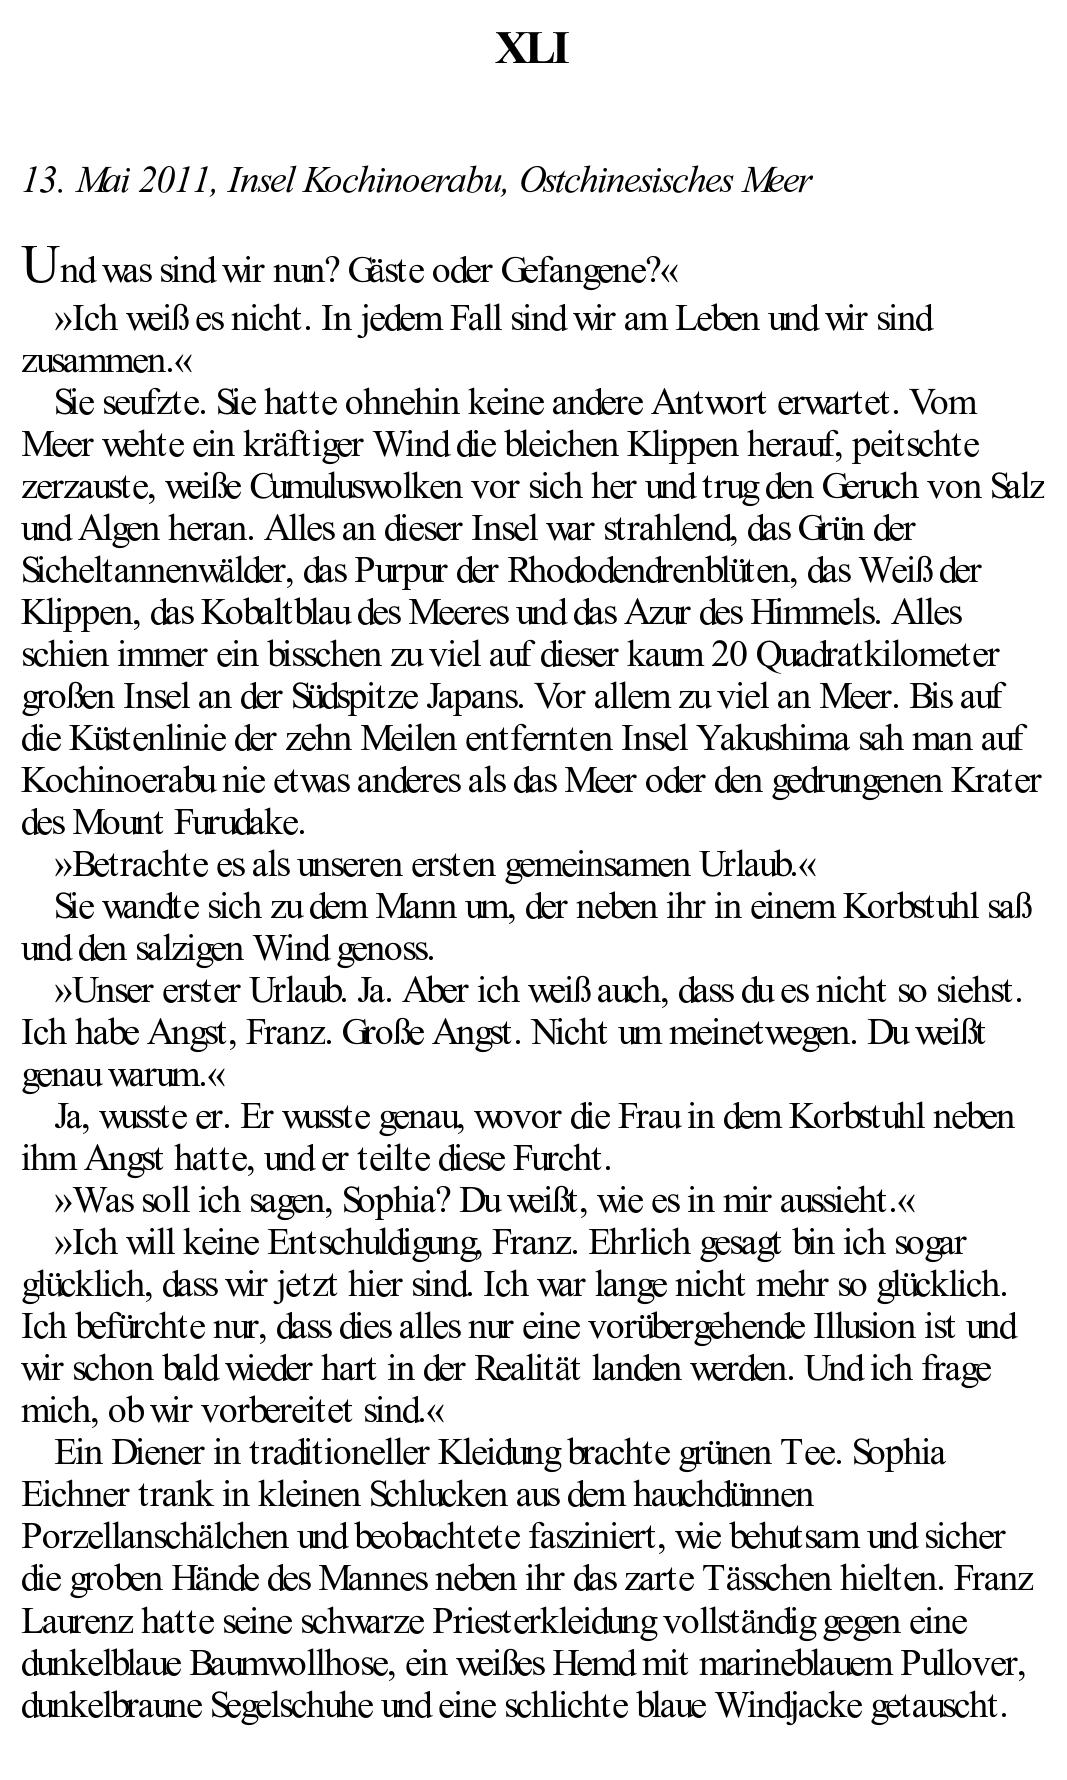 XLI
13. Mai 2011, Insel Kochinoerabu, Ostchinesisches Meer
Und was sind wir nun? Gäste oder Gefangene?«
»Ich weiß es nicht. In jedem Fall sind wir am Leben und wir sind
zusammen.«
Sie seufzte. Sie hatte ohnehin keine andere Antwort erwartet. Vom
Meer wehte ein kräftiger Wind die bleichen Klippen herauf, peitschte
zerzauste, weiße Cumuluswolken vor sich her und trug den Geruch von Salz
und Algen heran. Alles an dieser Insel war strahlend, das Grün der
Sicheltannenwälder, das Purpur der Rhododendrenblüten, das Weiß der
Klippen, das Kobaltblau des Meeres und das Azur des Himmels. Alles
schien immer ein bisschen zu viel auf dieser kaum 20 Quadratkilometer
großen Insel an der Südspitze Japans. Vor allem zu viel an Meer. Bis auf
die Küstenlinie der zehn Meilen entfernten Insel Yakushima sah man auf
Kochinoerabu nie etwas anderes als das Meer oder den gedrungenen Krater
des Mount Furudake.
»Betrachte es als unseren ersten gemeinsamen Urlaub.«
Sie wandte sich zu dem Mann um, der neben ihr in einem Korbstuhl saß
und den salzigen Wind genoss.
»Unser erster Urlaub. Ja. Aber ich weiß auch, dass du es nicht so siehst.
Ich habe Angst, Franz. Große Angst. Nicht um meinetwegen. Du weißt
genau warum.«
Ja, wusste er. Er wusste genau, wovor die Frau in dem Korbstuhl neben
ihm Angst hatte, und er teilte diese Furcht.
»Was soll ich sagen, Sophia? Du weißt, wie es in mir aussieht.«
»Ich will keine Entschuldigung, Franz. Ehrlich gesagt bin ich sogar
glücklich, dass wir jetzt hier sind. Ich war lange nicht mehr so glücklich.
Ich befürchte nur, dass dies alles nur eine vorübergehende Illusion ist und
wir schon bald wieder hart in der Realität landen werden. Und ich frage
mich, ob wir vorbereitet sind.«
Ein Diener in traditioneller Kleidung brachte grünen Tee. Sophia
Eichner trank in kleinen Schlucken aus dem hauchdünnen
Porzellanschälchen und beobachtete fasziniert, wie behutsam und sicher
die groben Hände des Mannes neben ihr das zarte Tässchen hielten. Franz
Laurenz hatte seine schwarze Priesterkleidung vollständig gegen eine
dunkelblaue Baumwollhose, ein weißes Hemd mit marineblauem Pullover,
dunkelbraune Segelschuhe und eine schlichte blaue Windjacke getauscht.